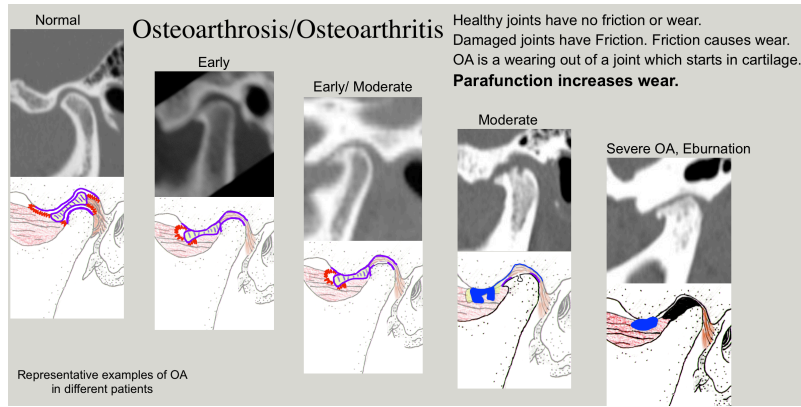 Normal
Osteoarthrosis/Osteoarthritis
Healthy joints have no friction or wear.
Damaged joints have Friction. Friction causes wear.
OA is a wearing out of a joint which starts in cartilage.
Parafunction increases wear.
Early
Early/ Moderate
Moderate
Severe OA, Eburnation
Representative examples of OA
in different patients